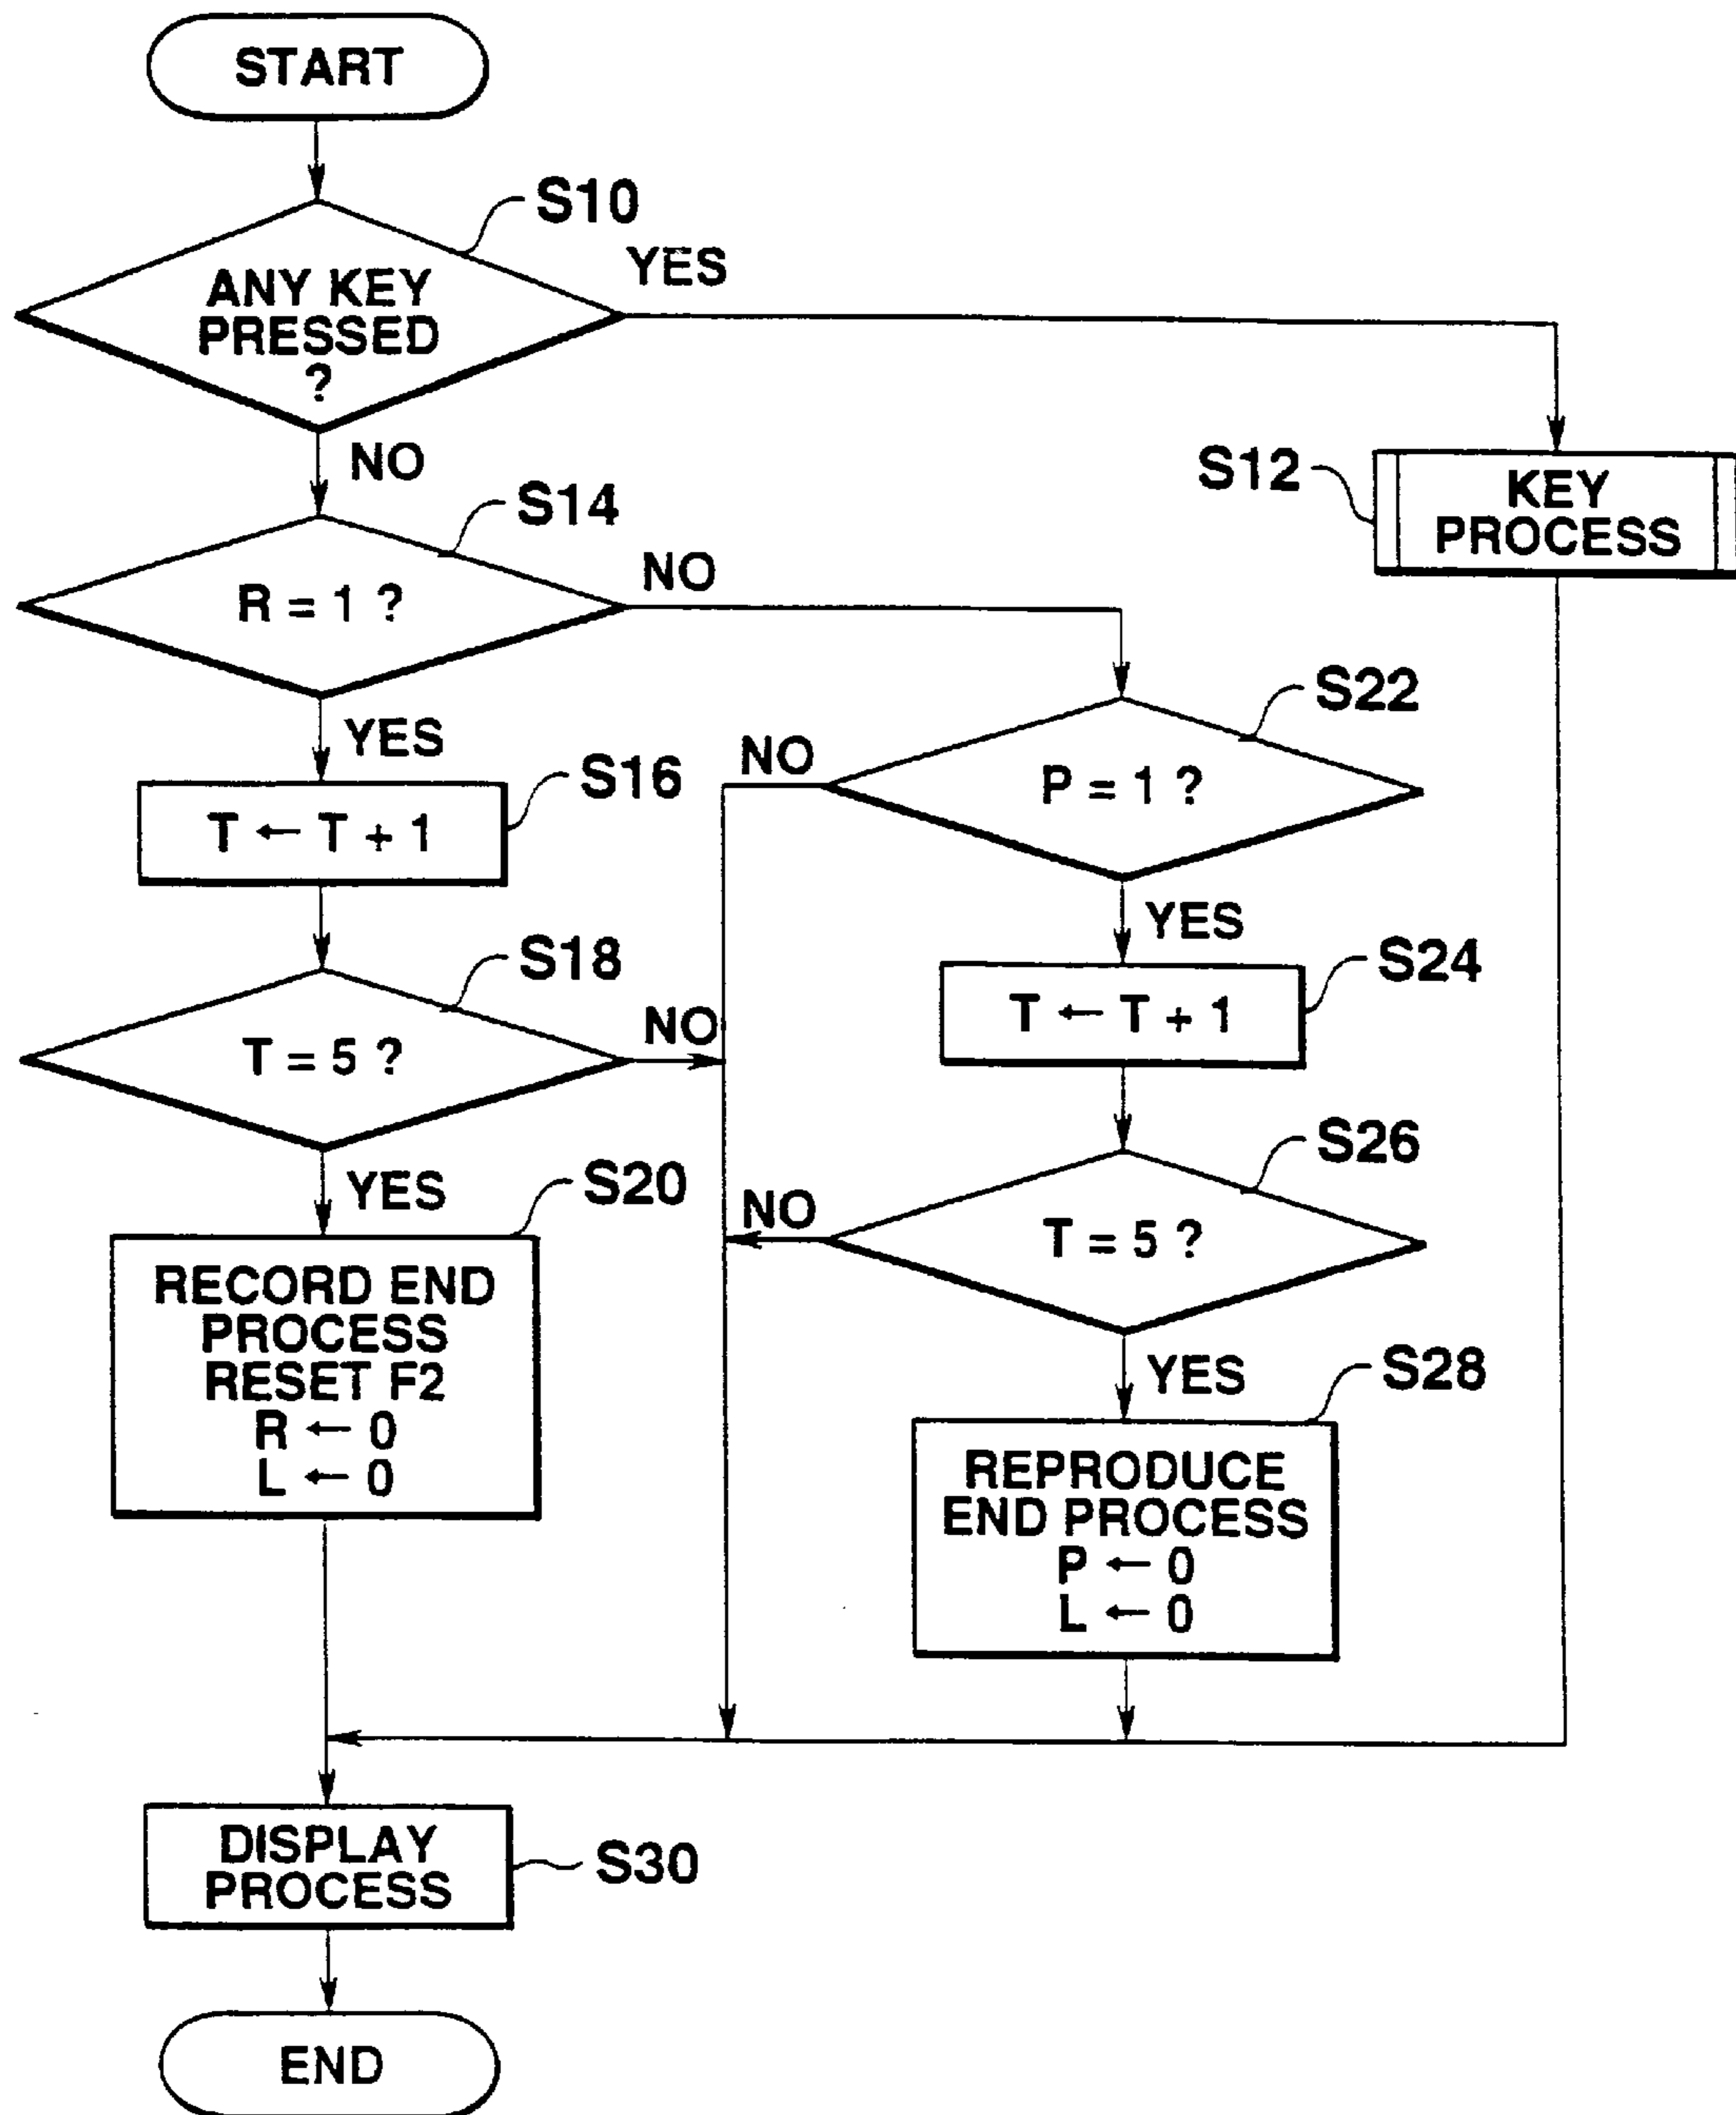 START
S10
YES
ANY KEY
PRESSED
?
NO
S12
KEY
PROCESS
S14
NO
R = 1 ?
YES
S22
NO
P = 1 ?
S16
T ← T + 1
YES
S18
S24
T ← T + 1
NO
T = 5 ?
S26
YES
S20
NO
T = 5 ?
RECORD END
PROCESS
RESET F2
R ← 0
L ← 0
YES
S28
REPRODUCE
END PROCESS
P ← 0
L ← 0
DISPLAY
PROCESS
S30
END